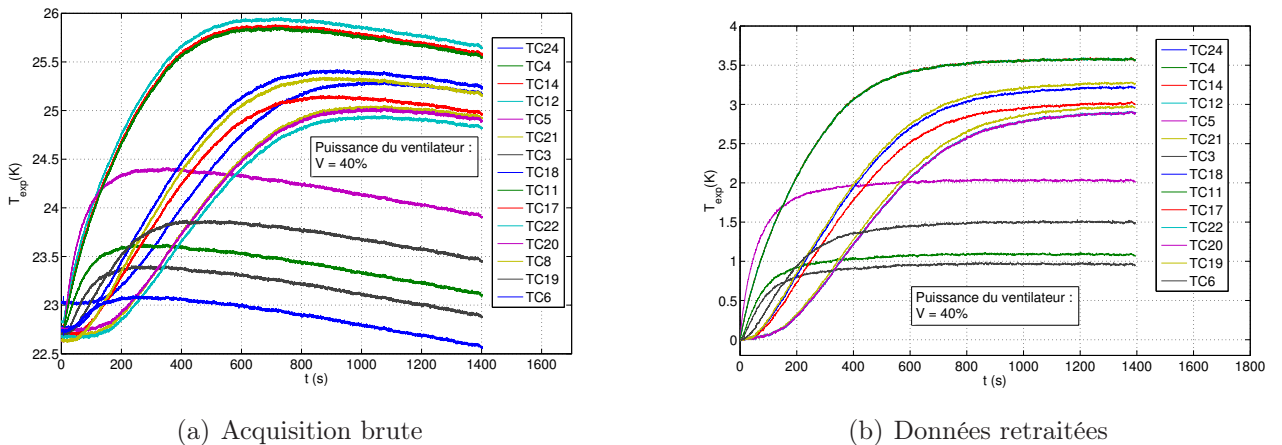 26
25.5
25
24.5
24
23.5
23
22.5
T_exp(K)
0 200 400 600 800 1000 1200 1400 1600
t (s)
Puissance du ventilateur :
V = 40%
TC24
TC4
TC14
TC12
TC5
TC21
TC3
TC18
TC11
TC17
TC22
TC20
TC8
TC19
TC6
(a) Acquisition brute
4
3.5
3
2.5
2
1.5
1
0.5
0
T_exp(K)
0 200 400 600 800 1000 1200 1400 1600 1800
t (s)
Puissance du ventilateur :
V = 40%
TC24
TC4
TC14
TC12
TC5
TC21
TC3
TC18
TC11
TC17
TC22
TC20
TC19
TC6
(b) Données retraitées